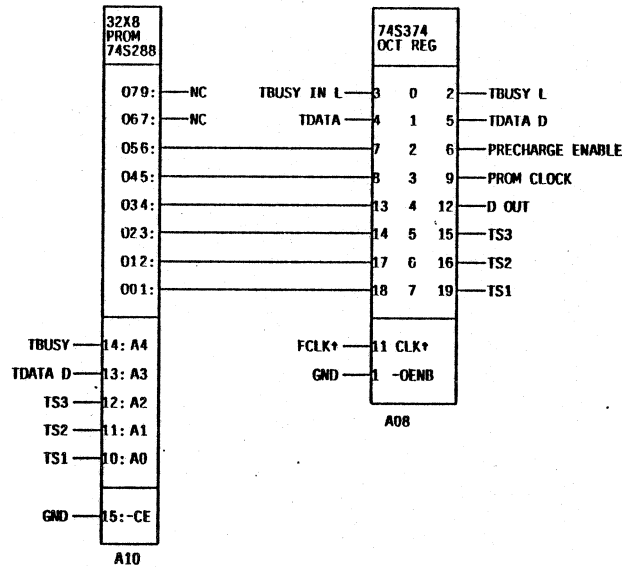 32X8
PROM
74S288
74S374
OCT REG
079: NC TBUSY IN L 3 0 2 TBUSY L
067: NC TDATA 4 1 5 TDATA D
056: 7 2 6 PRECHARGE ENABLE
045: 8 3 9 PROM CLOCK
034: 13 4 12 D OUT
023: 14 5 15 TS3
012: 17 6 16 TS2
001: 18 7 19 TS1
TBUSY 14: A4 FCLK↑ 11 CLK↑
TDATA D 13: A3 GND 1 -OENB
TS3 12: A2
A08
TS2 11: A1
TS1 10: A0
GND 15:-CE
A10